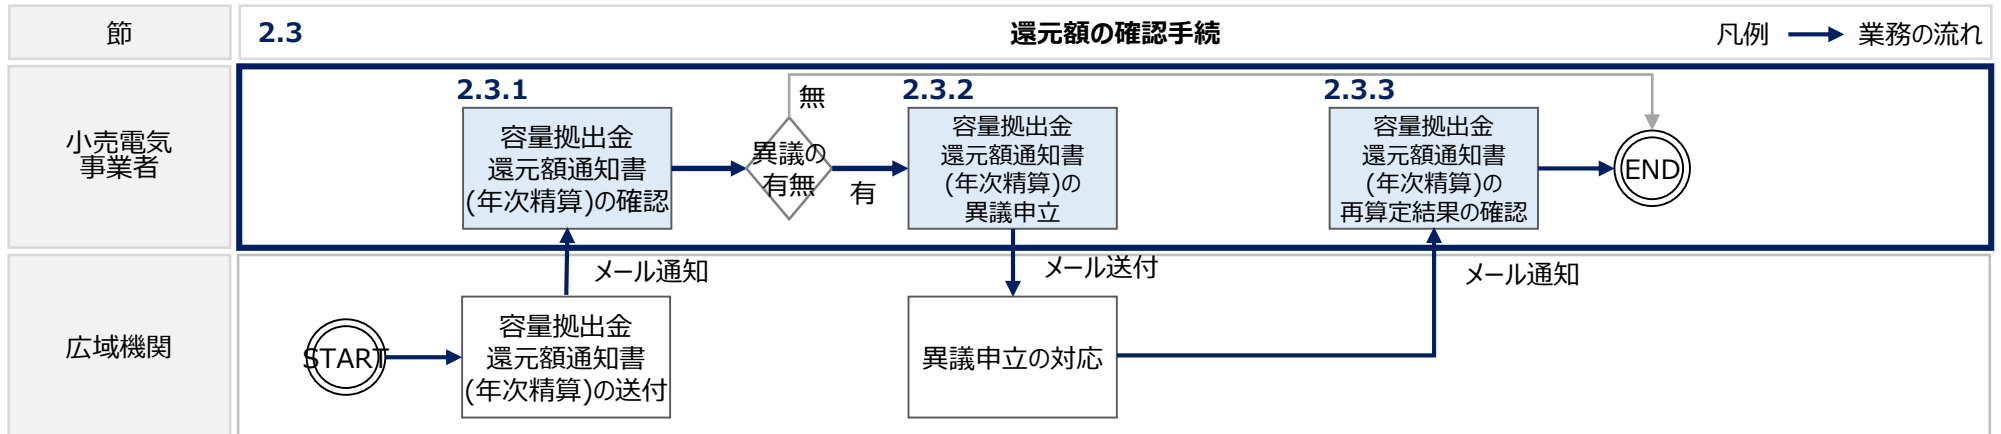 節
2.3
還元額の確認手続
凡例
業務の流れ
小売電気
事業者
2.3.1
容量拠出金
還元額通知書
(年次精算)の確認
異議の
有無
無
有
2.3.2
容量拠出金
還元額通知書
(年次精算)の
異議申立
2.3.3
容量拠出金
還元額通知書
(年次精算)の
再算定結果の確認
END
メール通知
メール送付
メール通知
広域機関
START
容量拠出金
還元額通知書
(年次精算)の送付
異議申立の対応